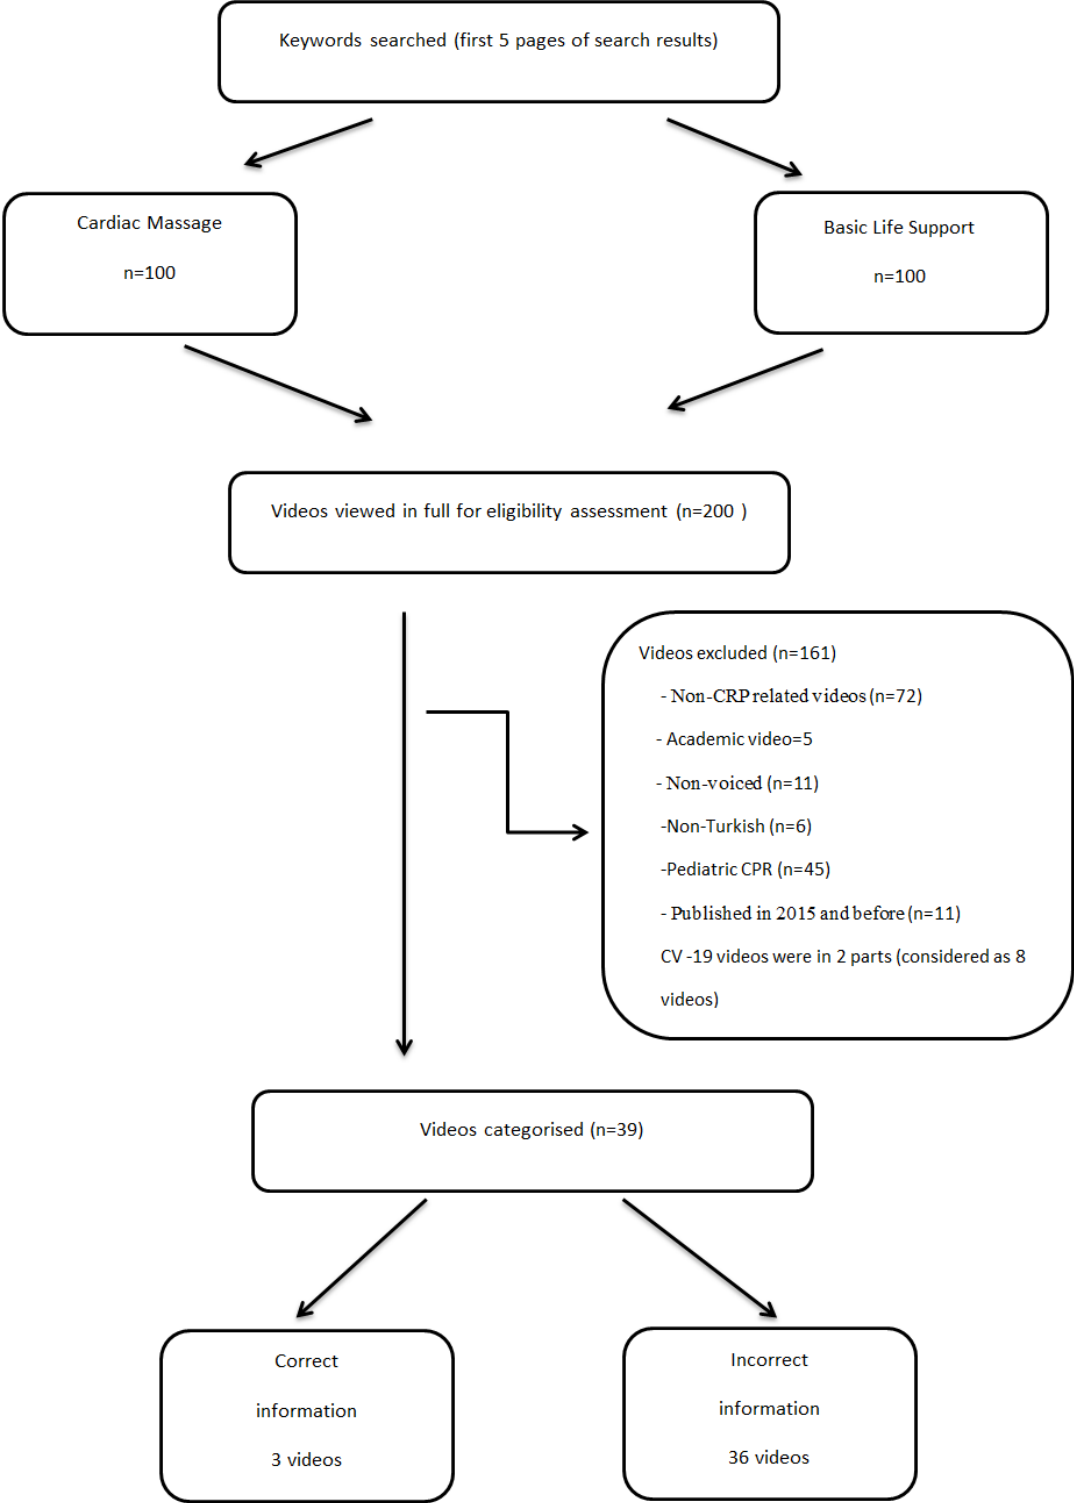 Keywords searched (first 5 pages of search results)
Cardiac Massage
n=100
Basic Life Support
n=100
Videos viewed in full for eligibility assessment (n=200 )
Videos excluded (n=161)
- Non-CRP related videos (n=72)
- Academic video=5
- Non-voiced (n=11)
-Non-Turkish (n=6)
-Pediatric CPR (n=45)
- Published in 2015 and before (n=11)
CV -19 videos were in 2 parts (considered as 8
videos)
Videos categorised (n=39)
Correct
information
3 videos
Incorrect
information
36 videos